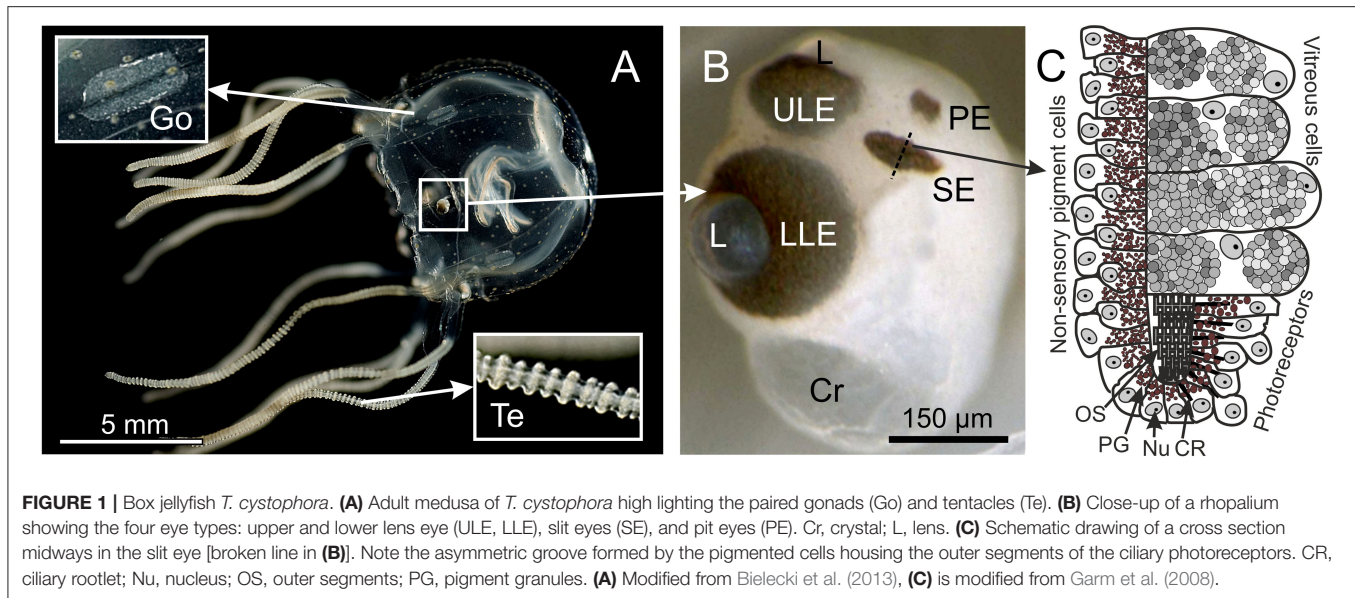 A
Go
Te
5 mm
B
L
ULE
PE
SE
L
LLE
Cr
150 µm
C
Non-sensory pigment cells
Vitreous cells
Photoreceptors
OS
PG
Nu
CR
FIGURE 1 | Box jellyfish T. cystophora. (A) Adult medusa of T. cystophora high lighting the paired gonads (Go) and tentacles (Te). (B) Close-up of a rhopalium
showing the four eye types: upper and lower lens eye (ULE, LLE), slit eyes (SE), and pit eyes (PE). Cr, crystal; L, lens. (C) Schematic drawing of a cross section
midways in the slit eye [broken line in (B)]. Note the asymmetric groove formed by the pigmented cells housing the outer segments of the ciliary photoreceptors. CR,
ciliary rootlet; Nu, nucleus; OS, outer segments; PG, pigment granules. (A) Modified from Bielecki et al. (2013), (C) is modified from Garm et al. (2008).